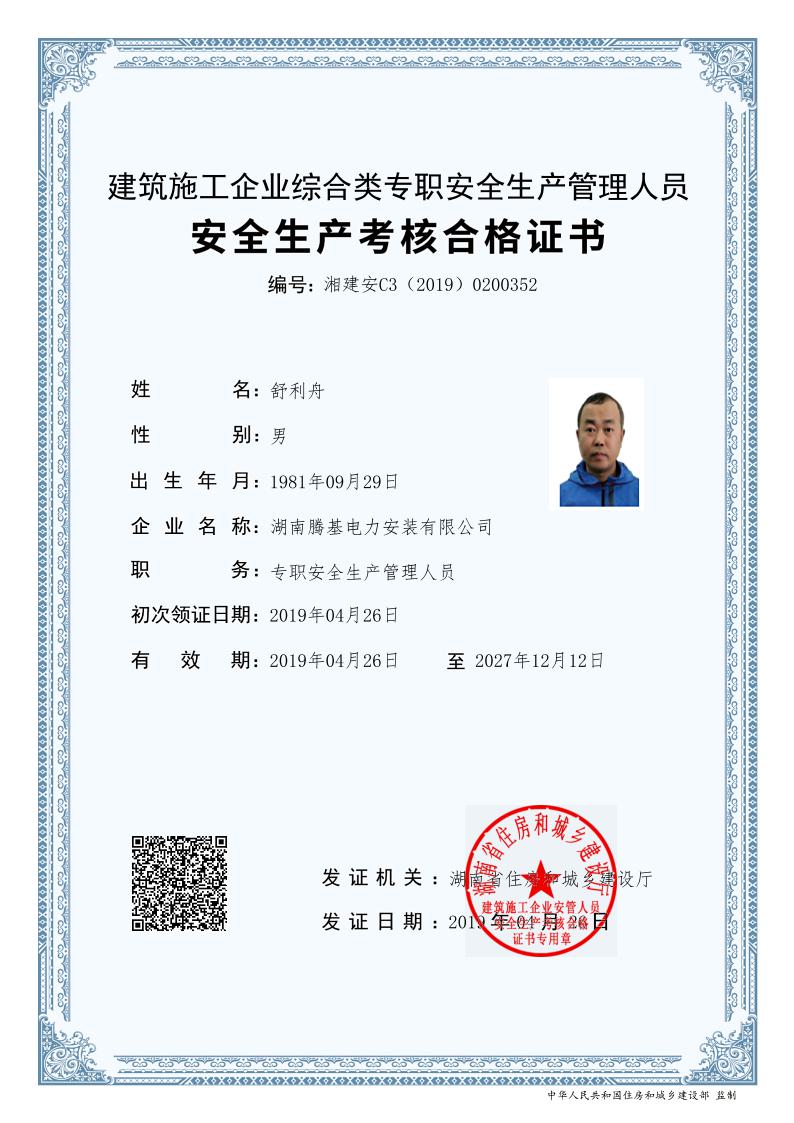 建筑施工企业综合类专职安全生产管理人员
安全生产考核合格证书
编号：湘建安C3（2019）0200352
姓 名：舒利舟
性 别：男
出 生 年 月：1981年09月29日
企 业 名 称：湖南腾基电力安装有限公司
职 务：专职安全生产管理人员
初次领证日期：2019年04月26日
有 效 期：2019年04月26日 至 2027年12月12日
发 证 机 关 ：湖南省住房和城乡建设厅
发 证 日 期 ：2019 年 04 月 26 日
湖南省住房和城乡建设厅
建筑施工企业安管人员
安全生产考核合格
证书专用章
中华人民共和国住房和城乡建设部 监制